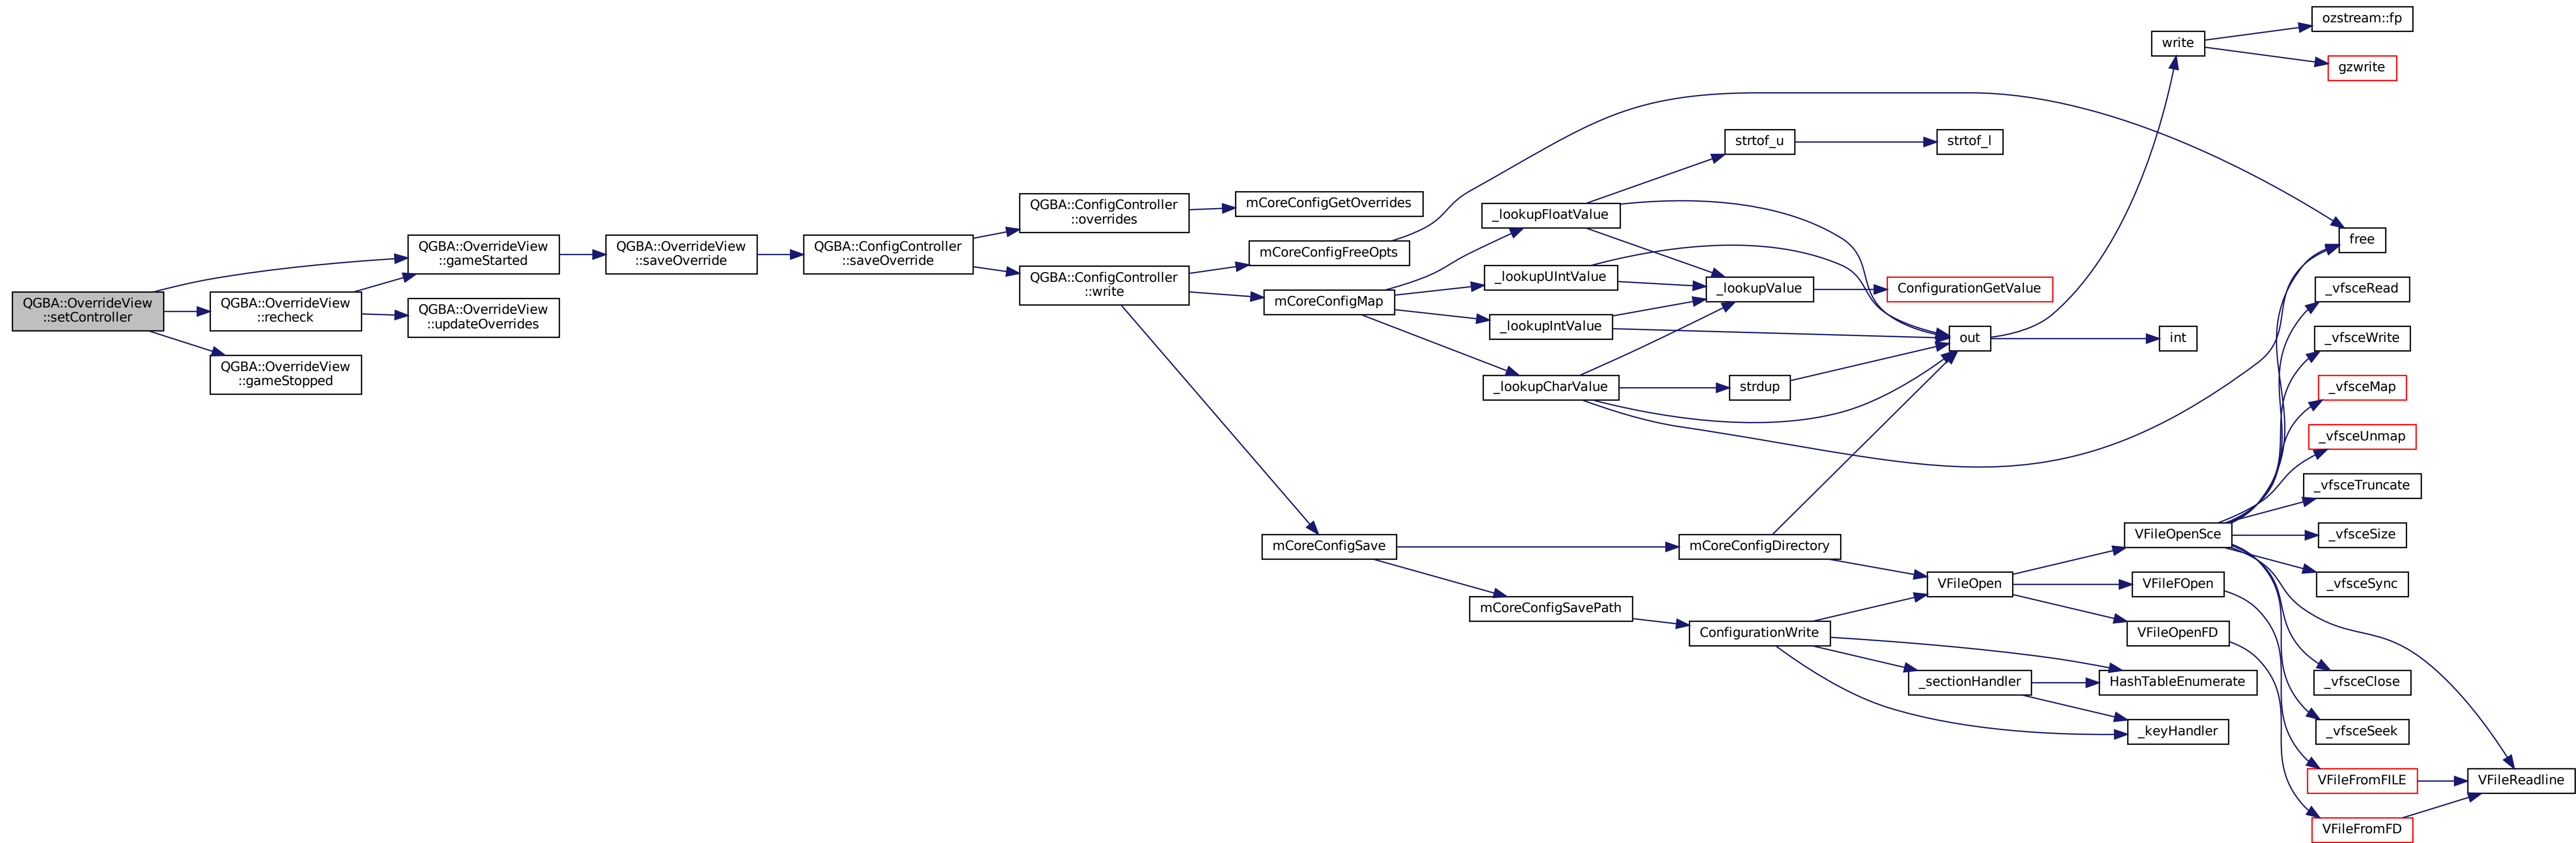 QGBA::OverrideView
::setController
QGBA::OverrideView
::recheck
QGBA::OverrideView
::gameStopped
QGBA::OverrideView
::gameStarted
QGBA::OverrideView
::updateOverrides
QGBA::OverrideView
::saveOverride
QGBA::ConfigController
::saveOverride
QGBA::ConfigController
::overrides
QGBA::ConfigController
::write
mCoreConfigGetOverrides
mCoreConfigFreeOpts
mCoreConfigMap
mCoreConfigSave
_lookupFloatValue
_lookupUIntValue
_lookupIntValue
_lookupCharValue
mCoreConfigSavePath
strtof_u
_lookupValue
strdup
mCoreConfigDirectory
ConfigurationWrite
strtof_l
ConfigurationGetValue
out
VFileOpen
_sectionHandler
write
int
VFileOpenSce
VFileFOpen
VFileOpenFD
HashTableEnumerate
_keyHandler
ozstream::fp
gzwrite
free
_vfsceRead
_vfsceWrite
_vfsceMap
_vfsceUnmap
_vfsceTruncate
_vfsceSize
_vfsceSync
_vfsceClose
_vfsceSeek
VFileFromFILE
VFileFromFD
VFileReadline